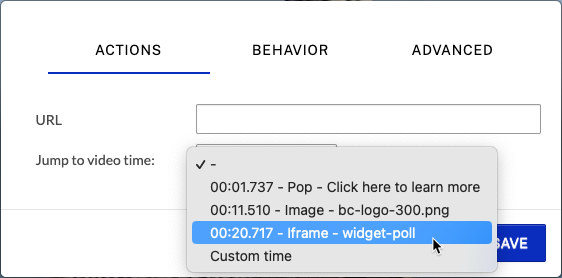 ACTIONS BEHAVIOR ADVANCED
URL
Jump to video time:
✓ -
00:01.737 - Pop - Click here to learn more
00:11.510 - Image - bc-logo-300.png
00:20.717 - Iframe - widget-poll
Custom time